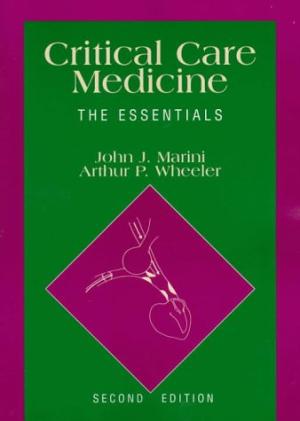 Critical Care
Medicine
THE ESSENTIALS
John J. Marini
Arthur P. Wheeler
SECOND EDITION